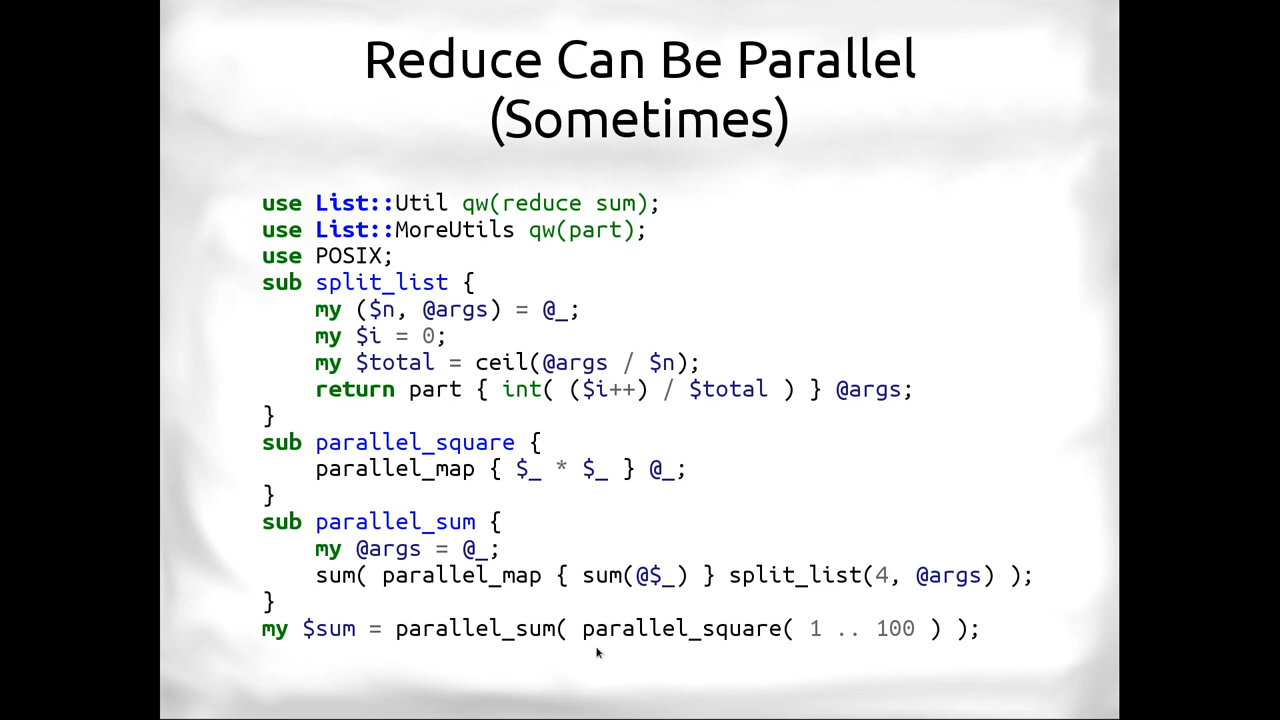 Reduce Can Be Parallel
(Sometimes)
use List::Util qw(reduce sum);
use List::MoreUtils qw(part);
use POSIX;
sub split_list {
    my ($n, @args) = @_;
    my $i = 0;
    my $total = ceil(@args / $n);
    return part { int( ($i++) / $total ) } @args;
}
sub parallel_square {
    parallel_map { $_ * $_ } @_;
}
sub parallel_sum {
    my @args = @_;
    sum( parallel_map { sum(@$_) } split_list(4, @args) );
}
my $sum = parallel_sum( parallel_square( 1 .. 100 ) );